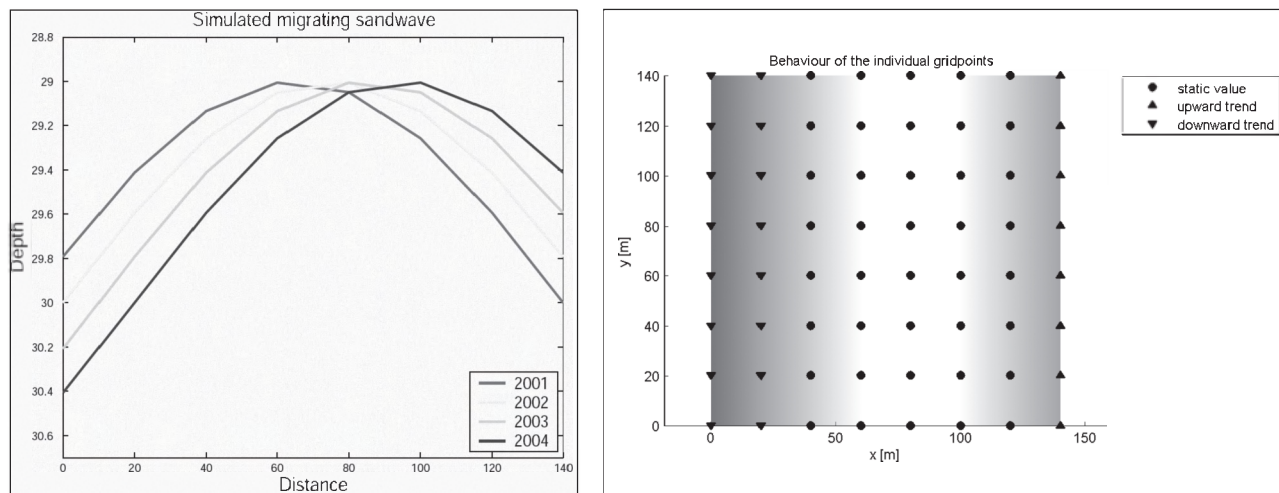 Simulated migrating sandwave
28.8
29
29.2
29.4
29.6
29.8
30
30.2
30.4
30.6
Depth
0 20 40 60 80 100 120 140
Distance
2001
2002
2003
2004
Behaviour of the individual gridpoints
140
120
100
80
60
40
20
0
y [m]
0 50 100 150
x [m]
static value
upward trend
downward trend